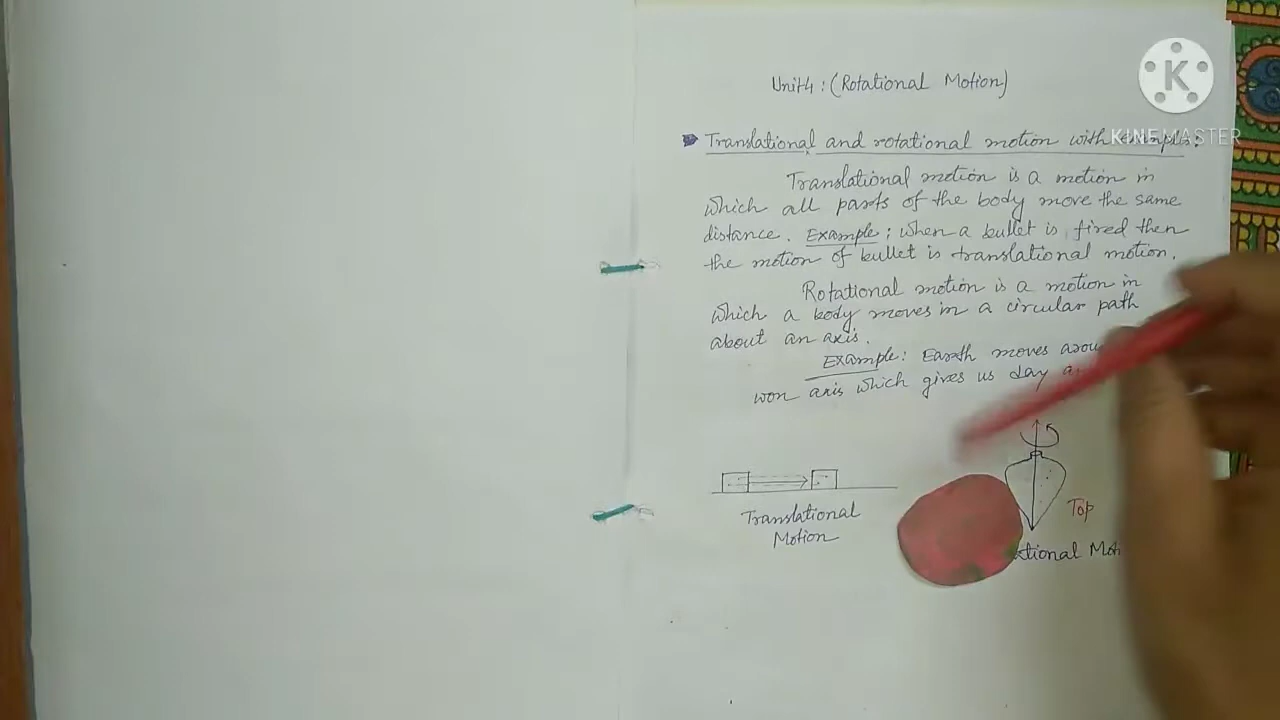 Unit4 : (Rotational Motion)
KINEMASTER
Translational and rotational motion with
Translational motion is a motion in
which all parts of the body move the same
distance. Example: when a bullet is fired then
the motion of bullet is translational motion.
Rotational motion is a motion in
which a body moves in a circular path
about an axis.
Example: Earth moves
won axis which gives us day
Top
Translational
Motion
Motion